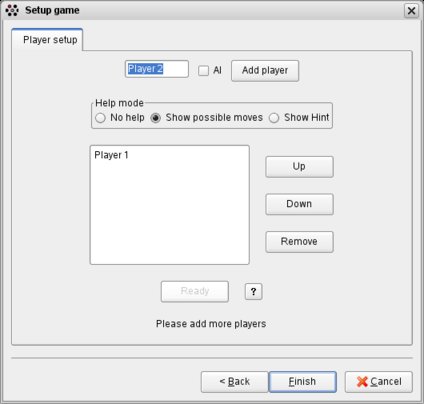 Setup game
Player setup
Player 2 AI Add player
Help mode
No help Show possible moves Show Hint
Player 1
Up
Down
Remove
Ready ?
Please add more players
< Back Finish Cancel